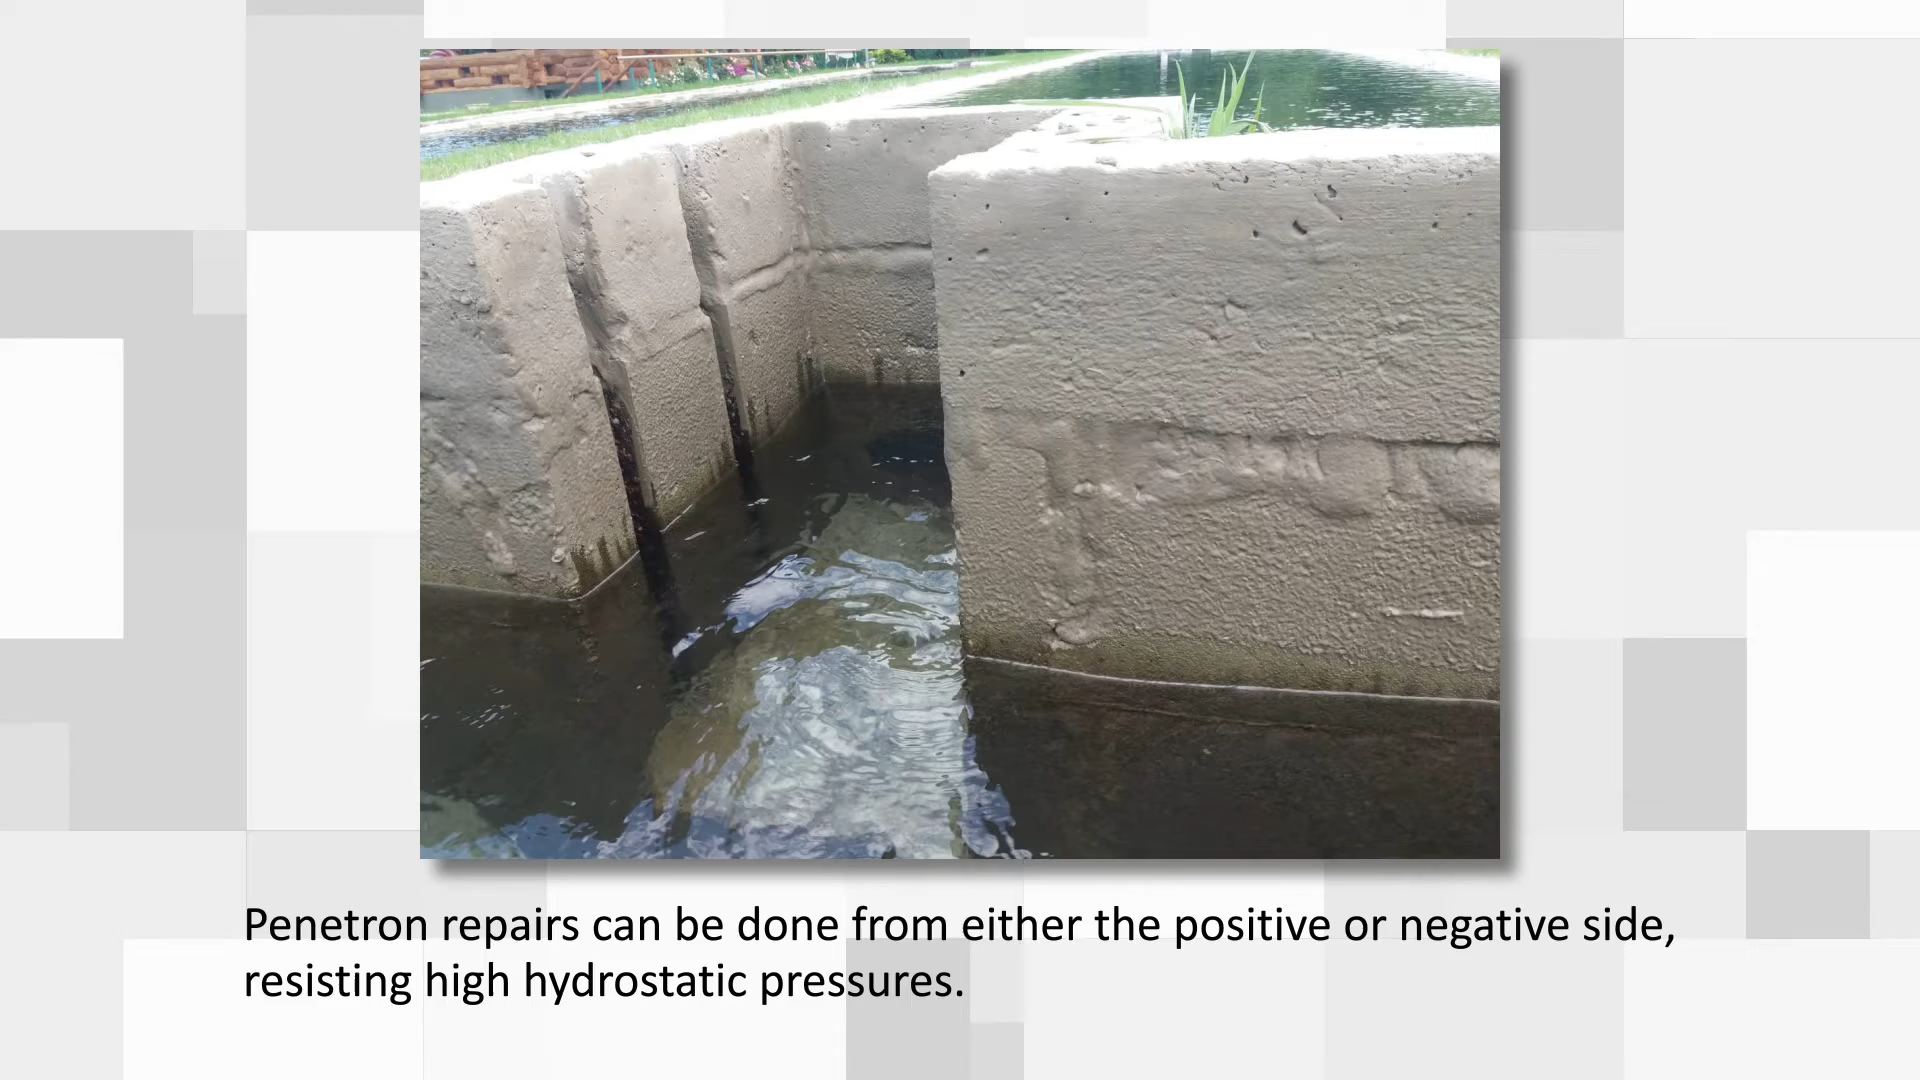 Penetron repairs can be done from either the positive or negative side,
resisting high hydrostatic pressures.